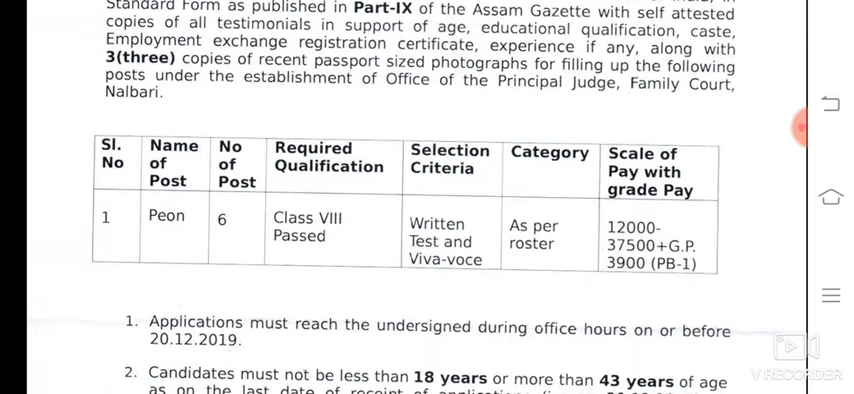 Standard Form as published in Part-IX of the Assam Gazette with self attested
copies of all testimonials in support of age, educational qualification, caste,
Employment exchange registration certificate, experience if any, along with
3(three) copies of recent passport sized photographs for filling up the following
posts under the establishment of Office of the Principal Judge, Family Court,
Nalbari.
Sl. No
Name of Post
No of Post
Required Qualification
Selection Criteria
Category
Scale of Pay with grade Pay
1
Peon
6
Class VIII Passed
Written Test and Viva-voce
As per roster
12000-37500+G.P. 3900 (PB-1)
1. Applications must reach the undersigned during office hours on or before
20.12.2019.
2. Candidates must not be less than 18 years or more than 43 years of age
as on the last date of receipt of
V RECORDER